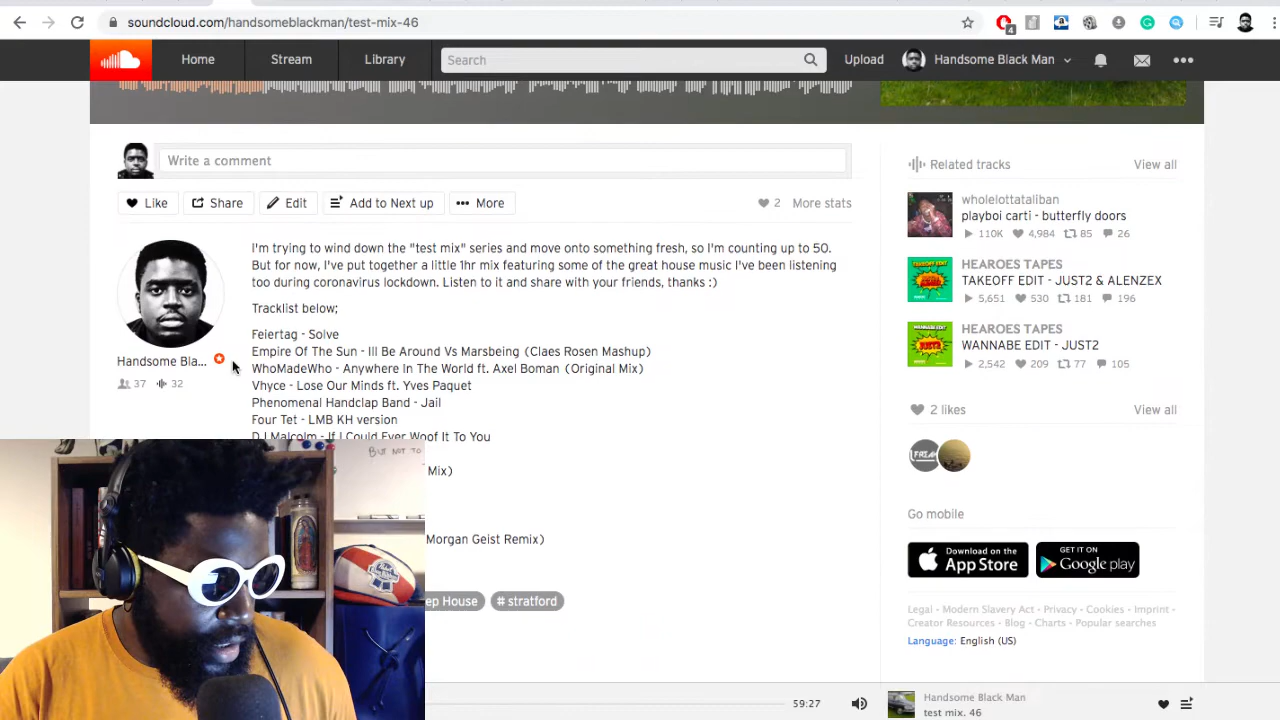 soundcloud.com/handsomeblackman/test-mix-46
4
Home
Stream
Library
Search
Upload
Handsome Black Man
Write a comment
Like
Share
Edit
Add to Next up
More
2
More stats
I'm trying to wind down the "test mix" series and move onto something fresh, so I'm counting up to 50.
But for now, I've put together a little 1hr mix featuring some of the great house music I've been listening
too during coronavirus lockdown. Listen to it and share with your friends, thanks :)
Tracklist below;
Feiertag - Solve
Empire Of The Sun - Ill Be Around Vs Marsbeing (Claes Rosen Mashup)
WhoMadeWho - Anywhere In The World ft. Axel Boman (Original Mix)
Vhyce - Lose Our Minds ft. Yves Paquet
Phenomenal Handclap Band - Jail
Four Tet - LMB KH version
DJ Malcolm - If I Could Ever Woof It To You
Mix)
Morgan Geist Remix)
ep House
# stratford
Handsome Bla...
37
32
BUT NOT TO
Related tracks
View all
wholelottataliban
playboi carti - butterfly doors
110K 4,984 85 26
HEAROES TAPES
TAKEOFF EDIT - JUST2 & ALENZEX
5,651 530 181 196
HEAROES TAPES
WANNABE EDIT - JUST2
2,542 209 77 105
2 likes
View all
Go mobile
Download on the
App Store
GET IT ON
Google play
Legal - Modern Slavery Act - Privacy - Cookies - Imprint -
Creator Resources - Blog - Charts - Popular searches
Language: English (US)
59:27
Handsome Black Man
test mix. 46